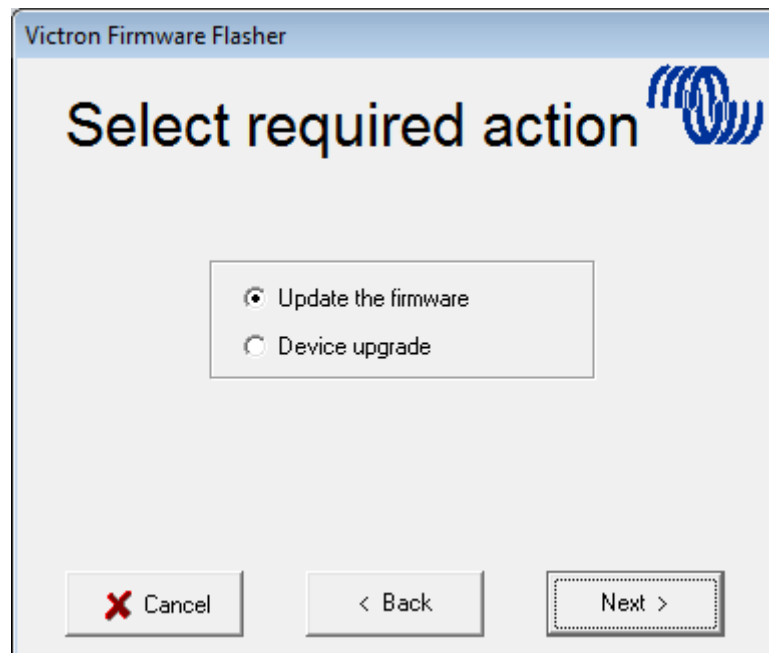 Victron Firmware Flasher
Select required action
Update the firmware
Device upgrade
Cancel
< Back
Next >